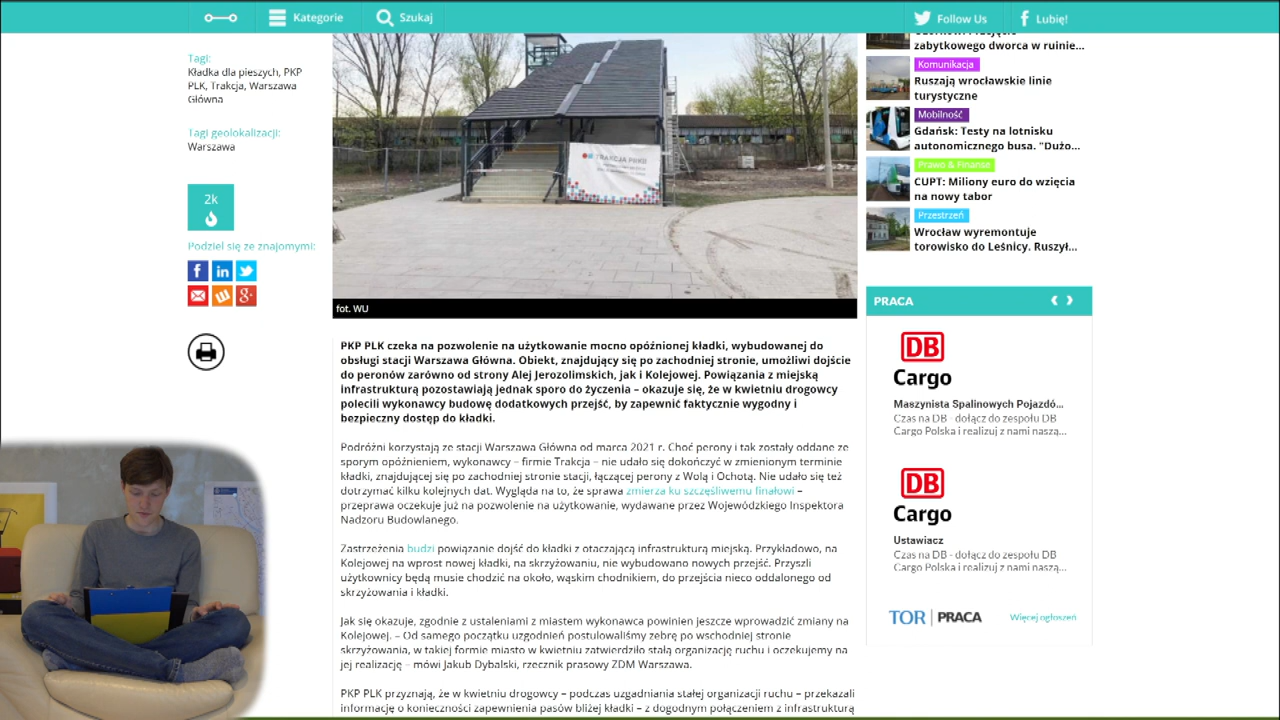 Kategorie
Szukaj
Follow Us
Lubię!
Tagi:
Kładka dla pieszych, PKP
PLK, Trakcja, Warszawa
Główna
Tagi geolokalizacji:
Warszawa
2k
Podziel się ze znajomymi:
TRAKCJA PRKiI
fot. WU
PKP PLK czeka na pozwolenie na użytkowanie mocno opóźnionej kładki, wybudowanej do
obsługi stacji Warszawa Główna. Obiekt, znajdujący się po zachodniej stronie, umożliwi dojście
do peronów zarówno od strony Alej Jerozolimskich, jak i Kolejowej. Powiązania z miejską
infrastrukturą pozostawiają jednak sporo do życzenia – okazuje się, że w kwietniu drogowcy
polecili wykonawcy budowę dodatkowych przejść, by zapewnić faktycznie wygodny i
bezpieczny dostęp do kładki.
Podróżni korzystają ze stacji Warszawa Główna od marca 2021 r. Choć perony i tak zostały oddane ze
sporym opóźnieniem, wykonawcy – firmie Trakcja – nie udało się dokończyć w zmienionym terminie
kładki, znajdującej się po zachodniej stronie stacji, łączącej perony z Wolą i Ochotą. Nie udało się też
dotrzymać kilku kolejnych dat. Wygląda na to, że sprawa zmierza ku szczęśliwemu finałowi –
przeprawa oczekuje już na pozwolenie na użytkowanie, wydawane przez Wojewódzkiego Inspektora
Nadzoru Budowlanego.
Zastrzeżenia budzi powiązanie dojść do kładki z otaczającą infrastrukturą miejską. Przykładowo, na
Kolejowej na wprost nowej kładki, na skrzyżowaniu, nie wybudowano nowych przejść. Przyszli
użytkownicy będą musie chodzić na około, wąskim chodnikiem, do przejścia nieco oddalonego od
skrzyżowania i kładki.
Jak się okazuje, zgodnie z ustaleniami z miastem wykonawca powinien jeszcze wprowadzić zmiany na
Kolejowej. – Od samego początku uzgodnień postulowaliśmy zebrę po wschodniej stronie
skrzyżowania, w takiej formie miasto w kwietniu zatwierdziło stałą organizację ruchu i oczekujemy na
jej realizację – mówi Jakub Dybalski, rzecznik prasowy ZDM Warszawa.
PKP PLK przyznają, że w kwietniu drogowcy – podczas uzgadniania stałej organizacji ruchu – przekazali
informację o konieczności zapewnienia pasów bliżej kładki – z dogodnym połączeniem z infrastrukturą
zabytkowego dworca w ruinie...
Komunikacja
Ruszają wrocławskie linie
turystyczne
Mobilność
Gdańsk: Testy na lotnisku
autonomicznego busa. "Dużo...
Prawo & Finanse
CUPT: Miliony euro do wzięcia
na nowy tabor
Przestrzeń
Wrocław wyremontuje
torowisko do Leśnicy. Ruszył...
PRACA
DB
Cargo
Maszynista Spalinowych Pojazdó...
Czas na DB - dołącz do zespołu DB
Cargo Polska i realizuj z nami naszą...
DB
Cargo
Ustawiacz
Czas na DB - dołącz do zespołu DB
Cargo Polska i realizuj z nami naszą...
TOR | PRACA
Więcej ogłoszeń